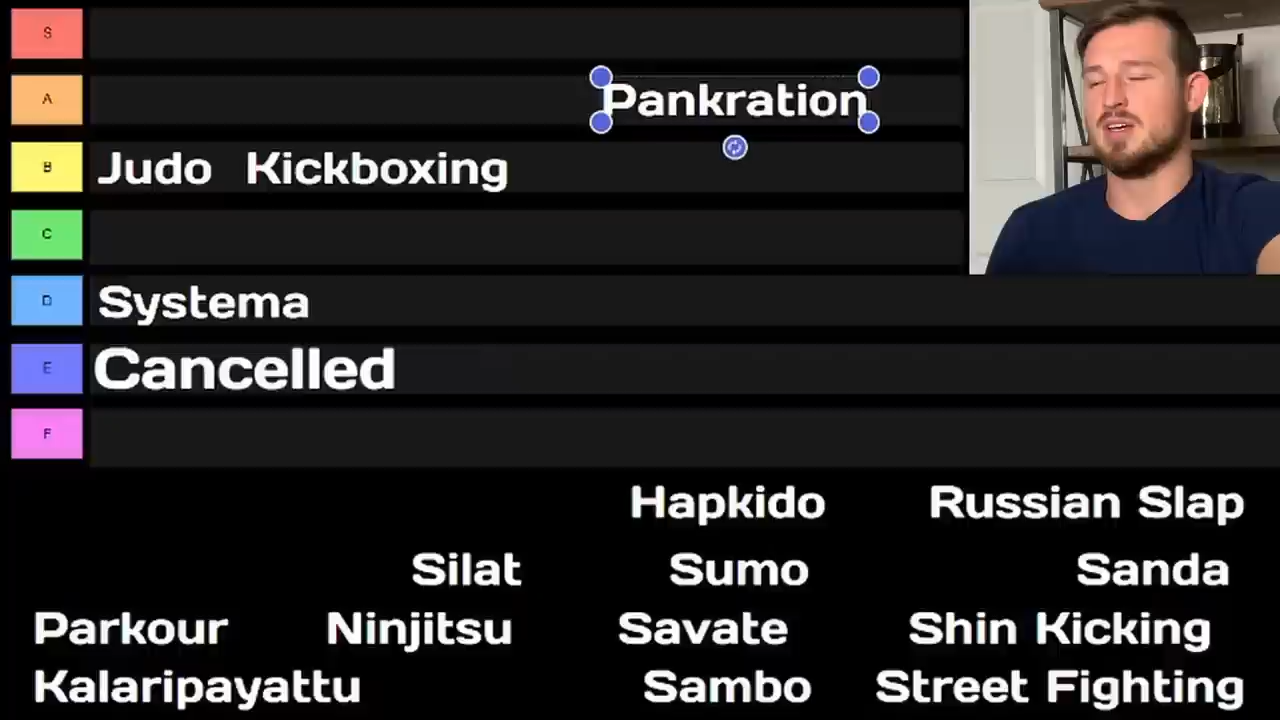 S
A Pankration
B Judo Kickboxing
C
D Systema
E Cancelled
F
Hapkido Russian Slap
Silat Sumo Sanda
Parkour Ninjitsu Savate Shin Kicking
Kalaripayattu Sambo Street Fighting